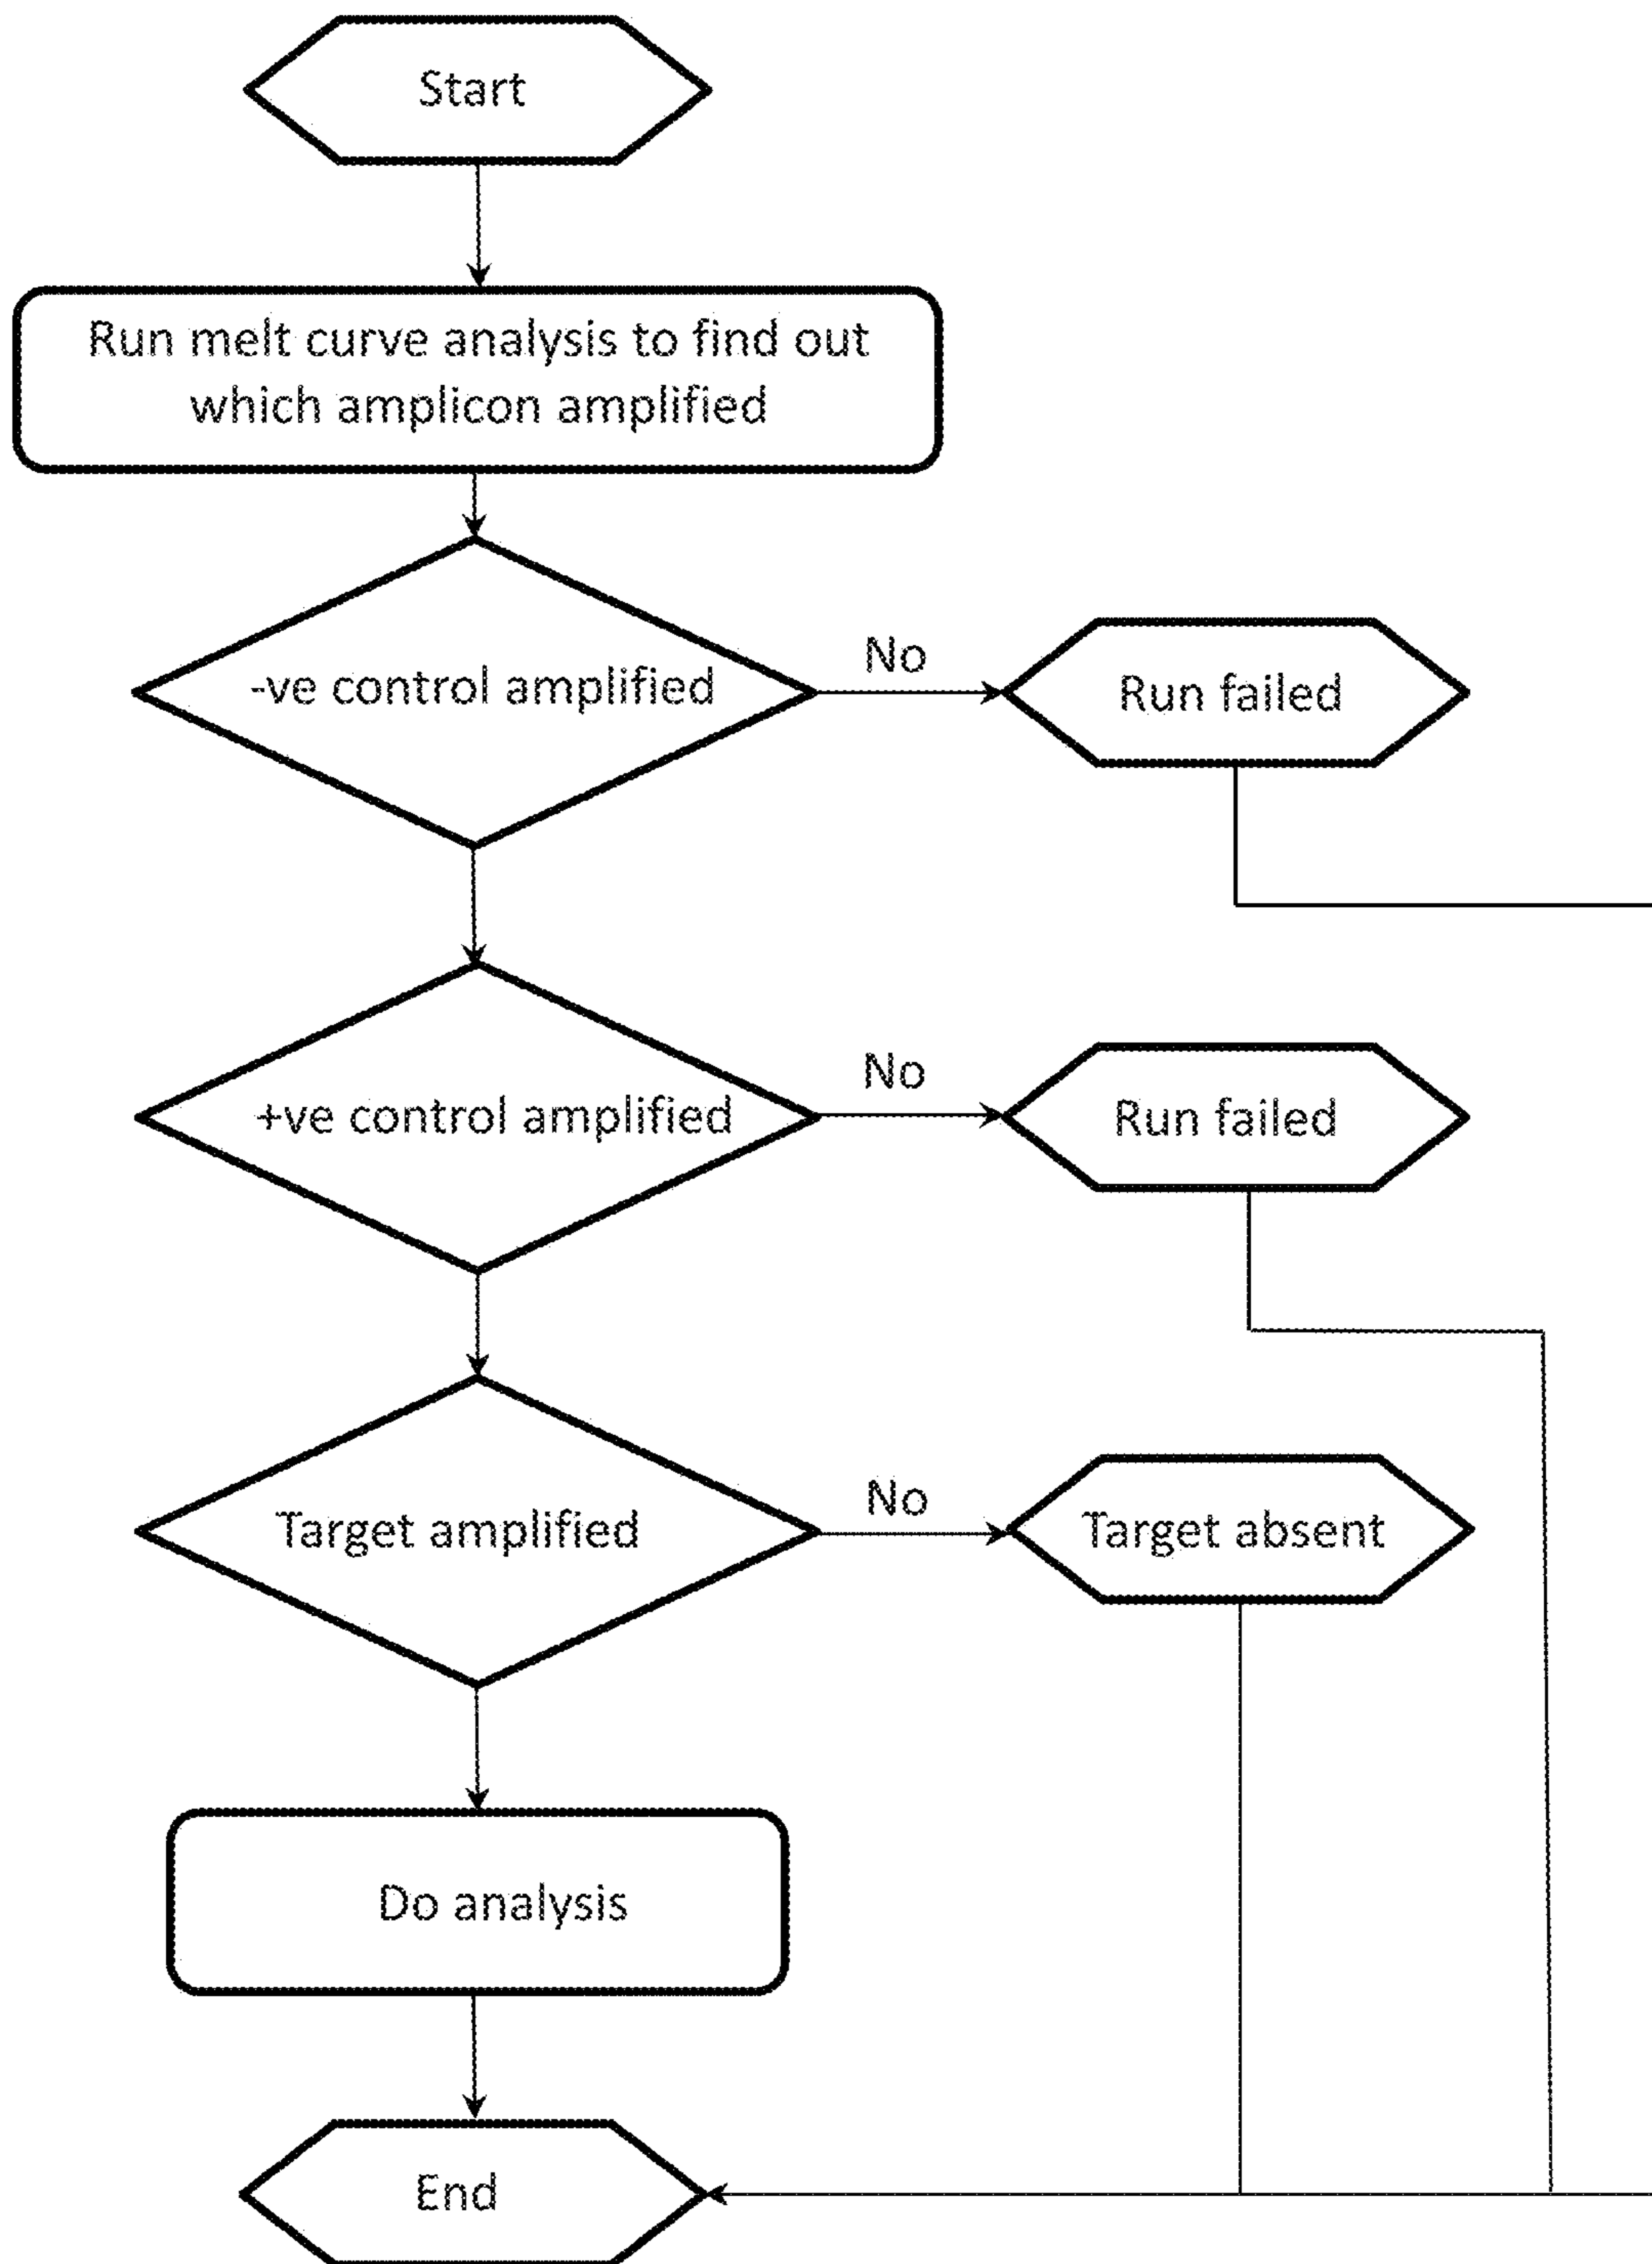 Start
Run melt curve analysis to find out
which amplicon amplified
-ve control amplified
No
Run failed
+ve control amplified
No
Run failed
Target amplified
No
Target absent
Do analysis
End